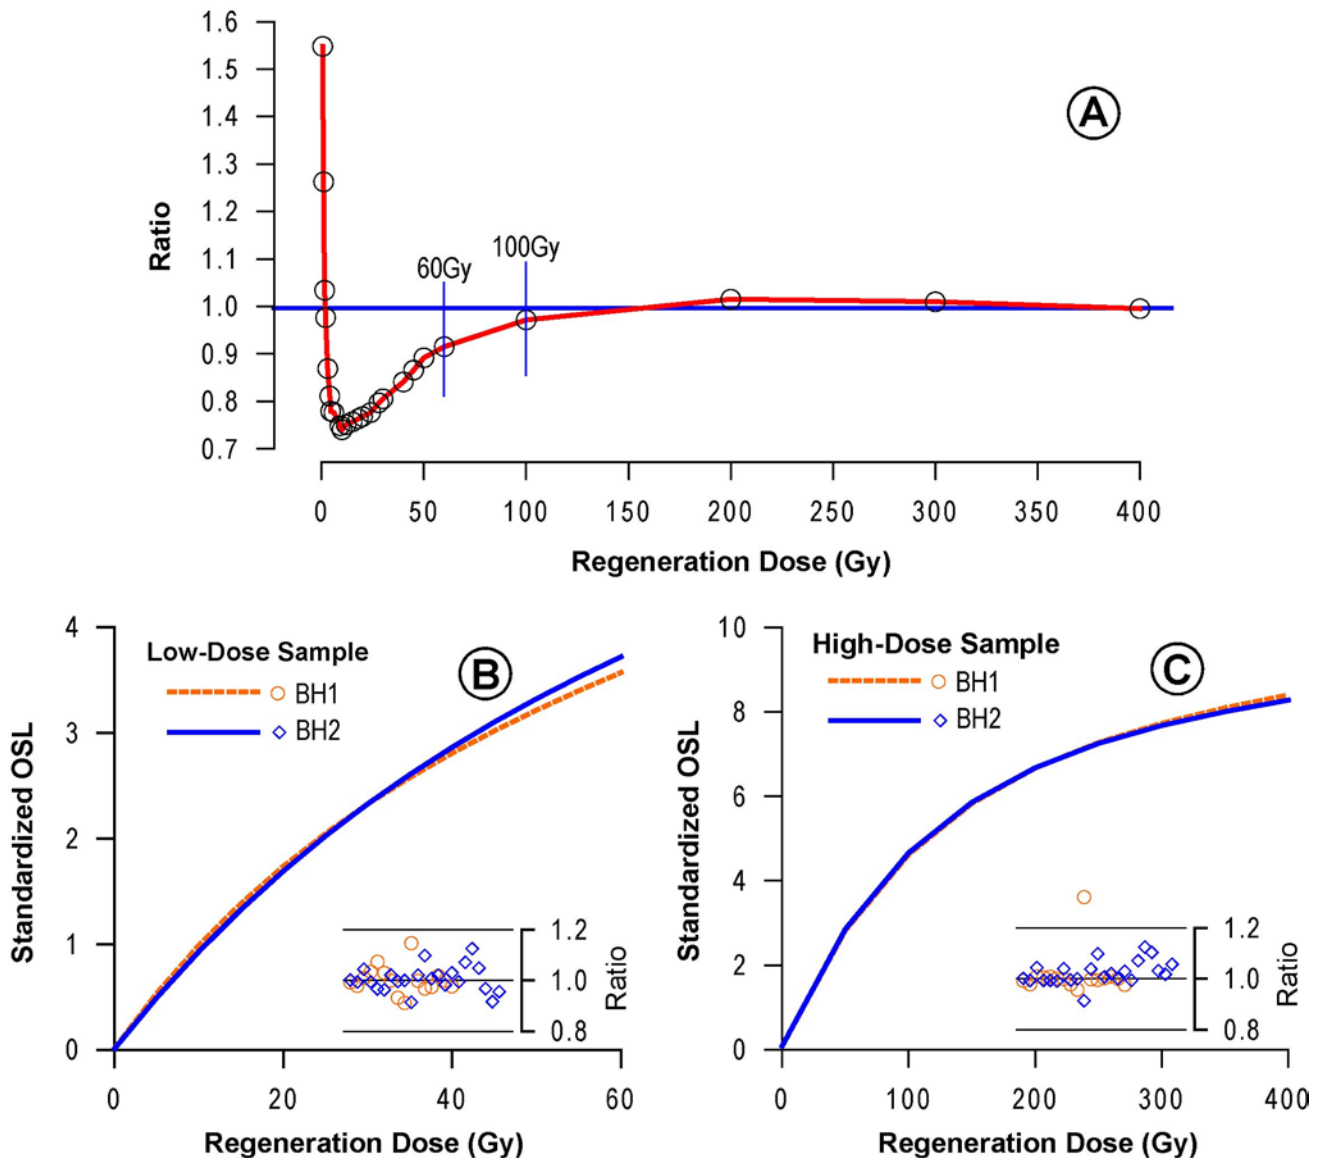 1.6
1.5
1.4
1.3
1.2
1.1
1.0
0.9
0.8
0.7
Ratio
A
60Gy
100Gy
0 50 100 150 200 250 300 350 400
Regeneration Dose (Gy)
4
3
2
1
0
Standardized OSL
Low-Dose Sample
BH1
BH2
B
1.2
1.0
0.8
Ratio
0 20 40 60
Regeneration Dose (Gy)
10
8
6
4
2
0
Standardized OSL
High-Dose Sample
BH1
BH2
C
1.2
1.0
0.8
Ratio
0 100 200 300 400
Regeneration Dose (Gy)